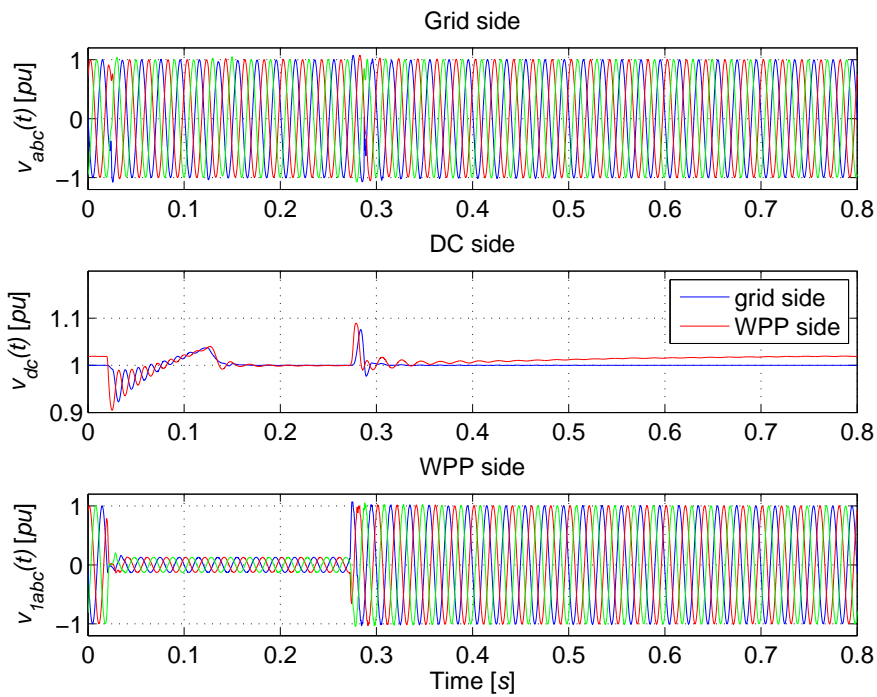 Grid side
v_abc(t) [pu]
1
0
−1
0 0.1 0.2 0.3 0.4 0.5 0.6 0.7 0.8
DC side
v_dc(t) [pu]
1.1
1
0.9
grid side
WPP side
0 0.1 0.2 0.3 0.4 0.5 0.6 0.7 0.8
WPP side
v_1abc(t) [pu]
1
0
−1
0 0.1 0.2 0.3 0.4 0.5 0.6 0.7 0.8
Time [s]